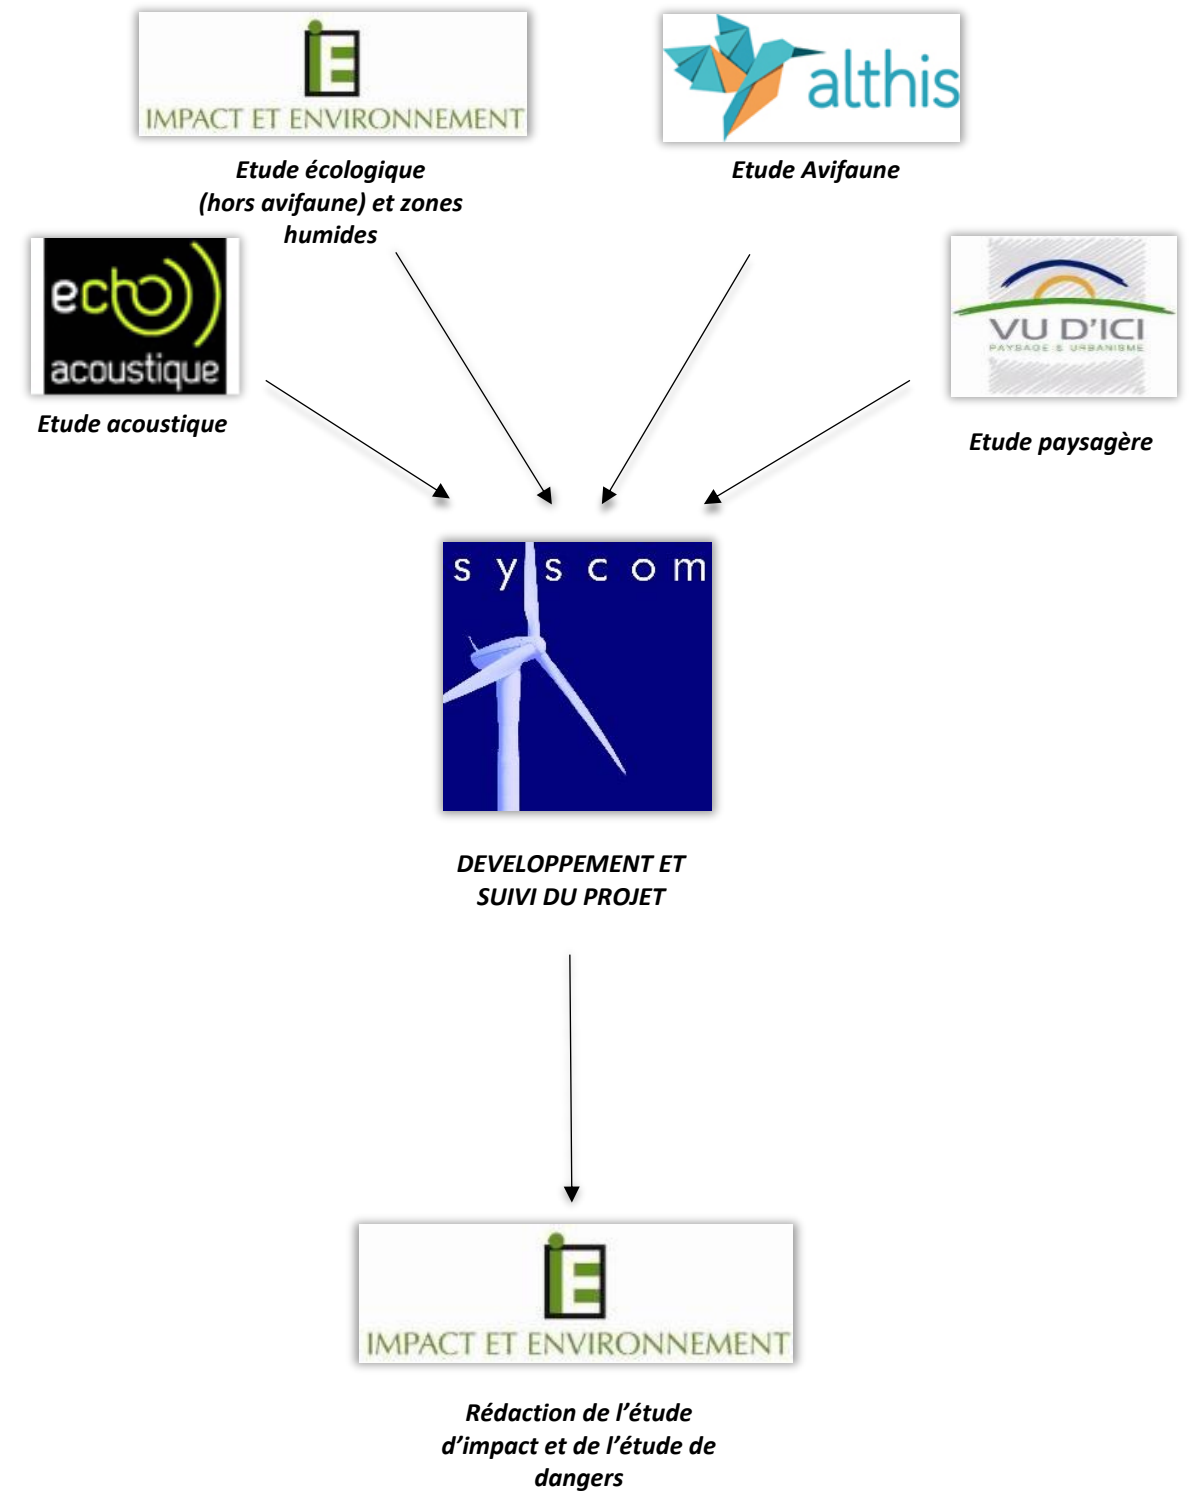 IMPACT ET ENVIRONNEMENT
Etude écologique
(hors avifaune) et zones
humides
althis
Etude Avifaune
echo
acoustique
Etude acoustique
VU D'ICI
PAYSAGE & URBANISME
Etude paysagère
syscom
DEVELOPPEMENT ET
SUIVI DU PROJET
IMPACT ET ENVIRONNEMENT
Rédaction de l’étude
d’impact et de l’étude de
dangers